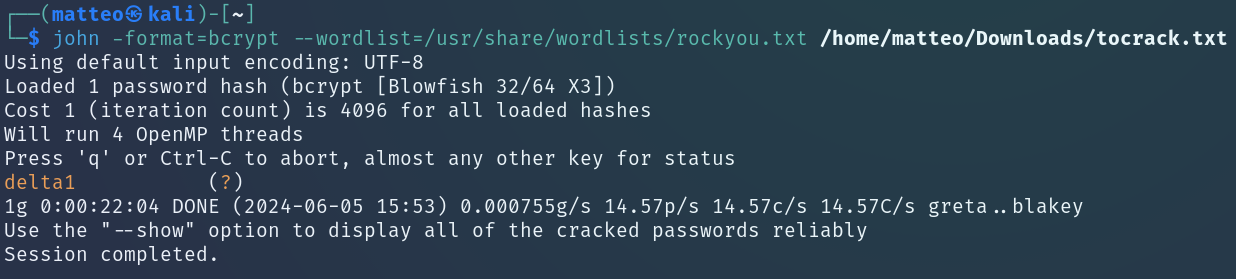 ┌──(matteo㉿kali)-[~]
└─$ john -format=bcrypt --wordlist=/usr/share/wordlists/rockyou.txt /home/matteo/Downloads/tocrack.txt
Using default input encoding: UTF-8
Loaded 1 password hash (bcrypt [Blowfish 32/64 X3])
Cost 1 (iteration count) is 4096 for all loaded hashes
Will run 4 OpenMP threads
Press 'q' or Ctrl-C to abort, almost any other key for status
delta1           (?)
1g 0:00:22:04 DONE (2024-06-05 15:53) 0.000755g/s 14.57p/s 14.57c/s 14.57C/s greta..blakey
Use the "--show" option to display all of the cracked passwords reliably
Session completed.